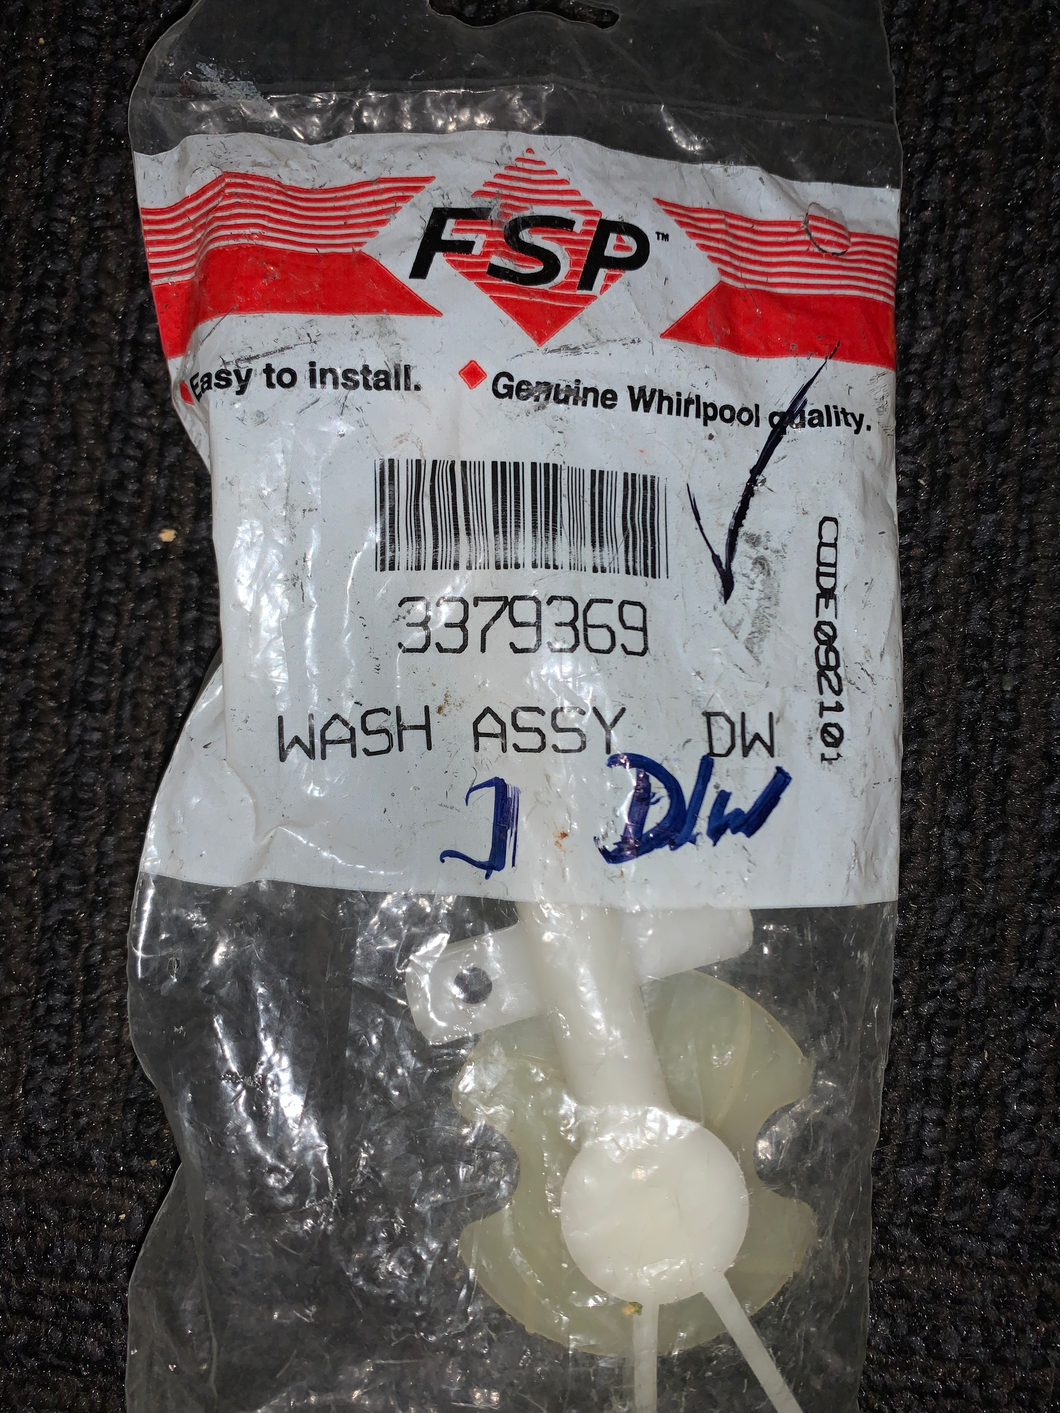 FSP™
Easy to install. Genuine Whirlpool quality.
3379369
CODE092101
WASH ASSY DW
J D/W